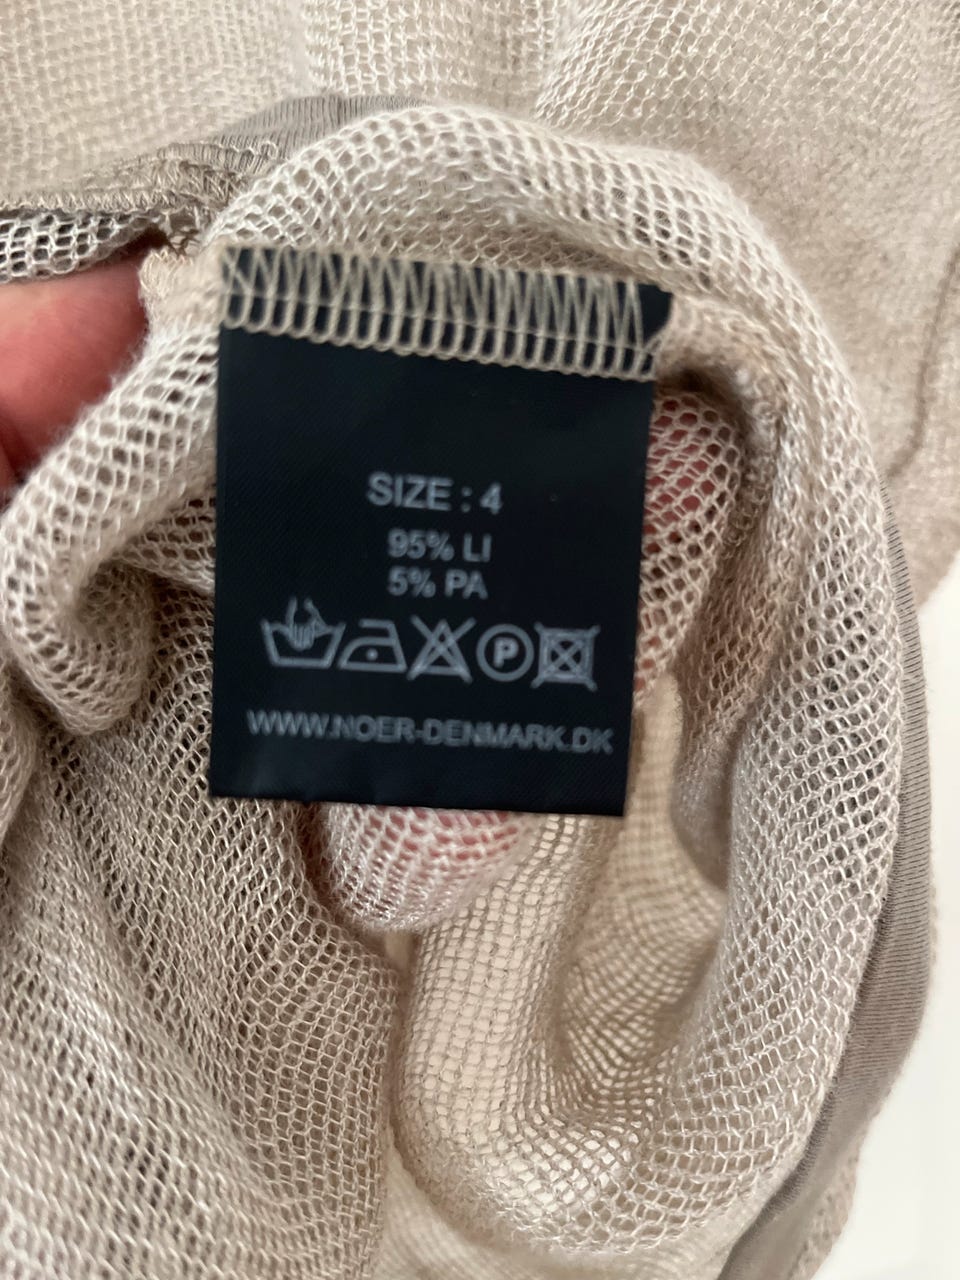 SIZE : 4
95% LI
5% PA
P
WWW.NOER-DENMARK.DK